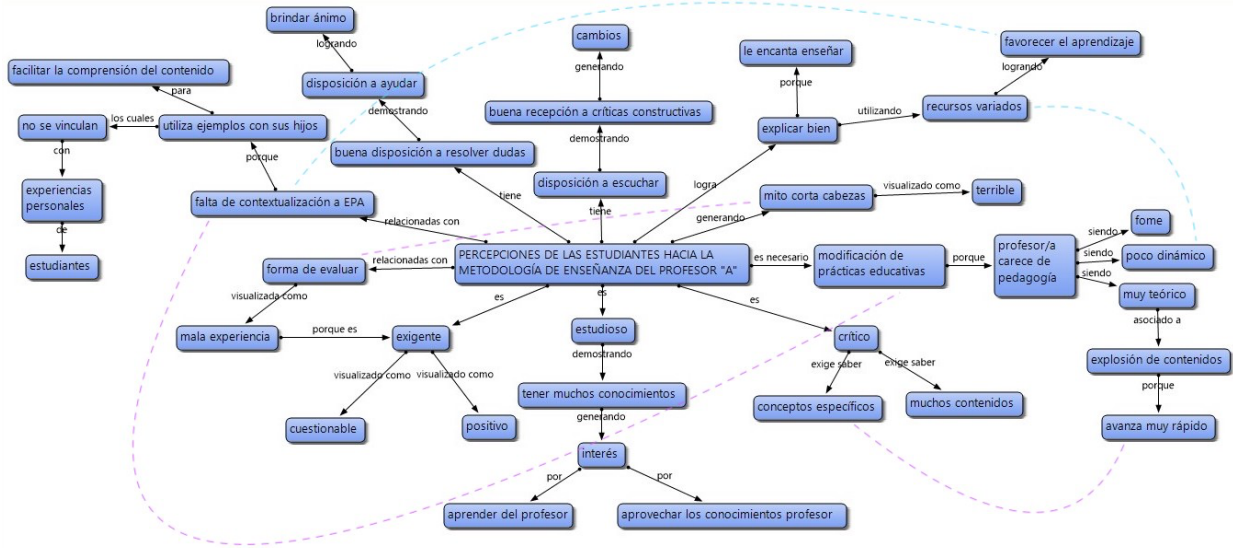 brindar ánimo
logrando
disposición a ayudar
demostrando
buena disposición a resolver dudas
tiene
cambios
generando
buena recepción a críticas constructivas
demostrando
disposición a escuchar
tiene
le encanta enseñar
porque
explicar bien
logra
utilizando
recursos variados
logrando
favorecer el aprendizaje
facilitar la comprensión del contenido
para
utiliza ejemplos con sus hijos
los cuales
no se vinculan
con
experiencias
personales
de
estudiantes
porque
falta de contextualización a EPA
relacionadas con
mito corta cabezas
generando
visualizado como
terrible
PERCEPCIONES DE LAS ESTUDIANTES HACIA LA
METODOLOGÍA DE ENSEÑANZA DEL PROFESOR "A"
relacionadas con
forma de evaluar
visualizada como
mala experiencia
porque es
es
exigente
visualizado como
visualizado como
cuestionable
positivo
es
estudioso
demostrando
tener muchos conocimientos
generando
interés
por
por
aprender del profesor
aprovechar los conocimientos profesor
es
crítico
exige saber
exige saber
conceptos específicos
muchos contenidos
es necesario
modificación de
prácticas educativas
porque
profesor/a
carece de
pedagogía
siendo
fome
siendo
poco dinámico
siendo
muy teórico
asociado a
explosión de contenidos
porque
avanza muy rápido